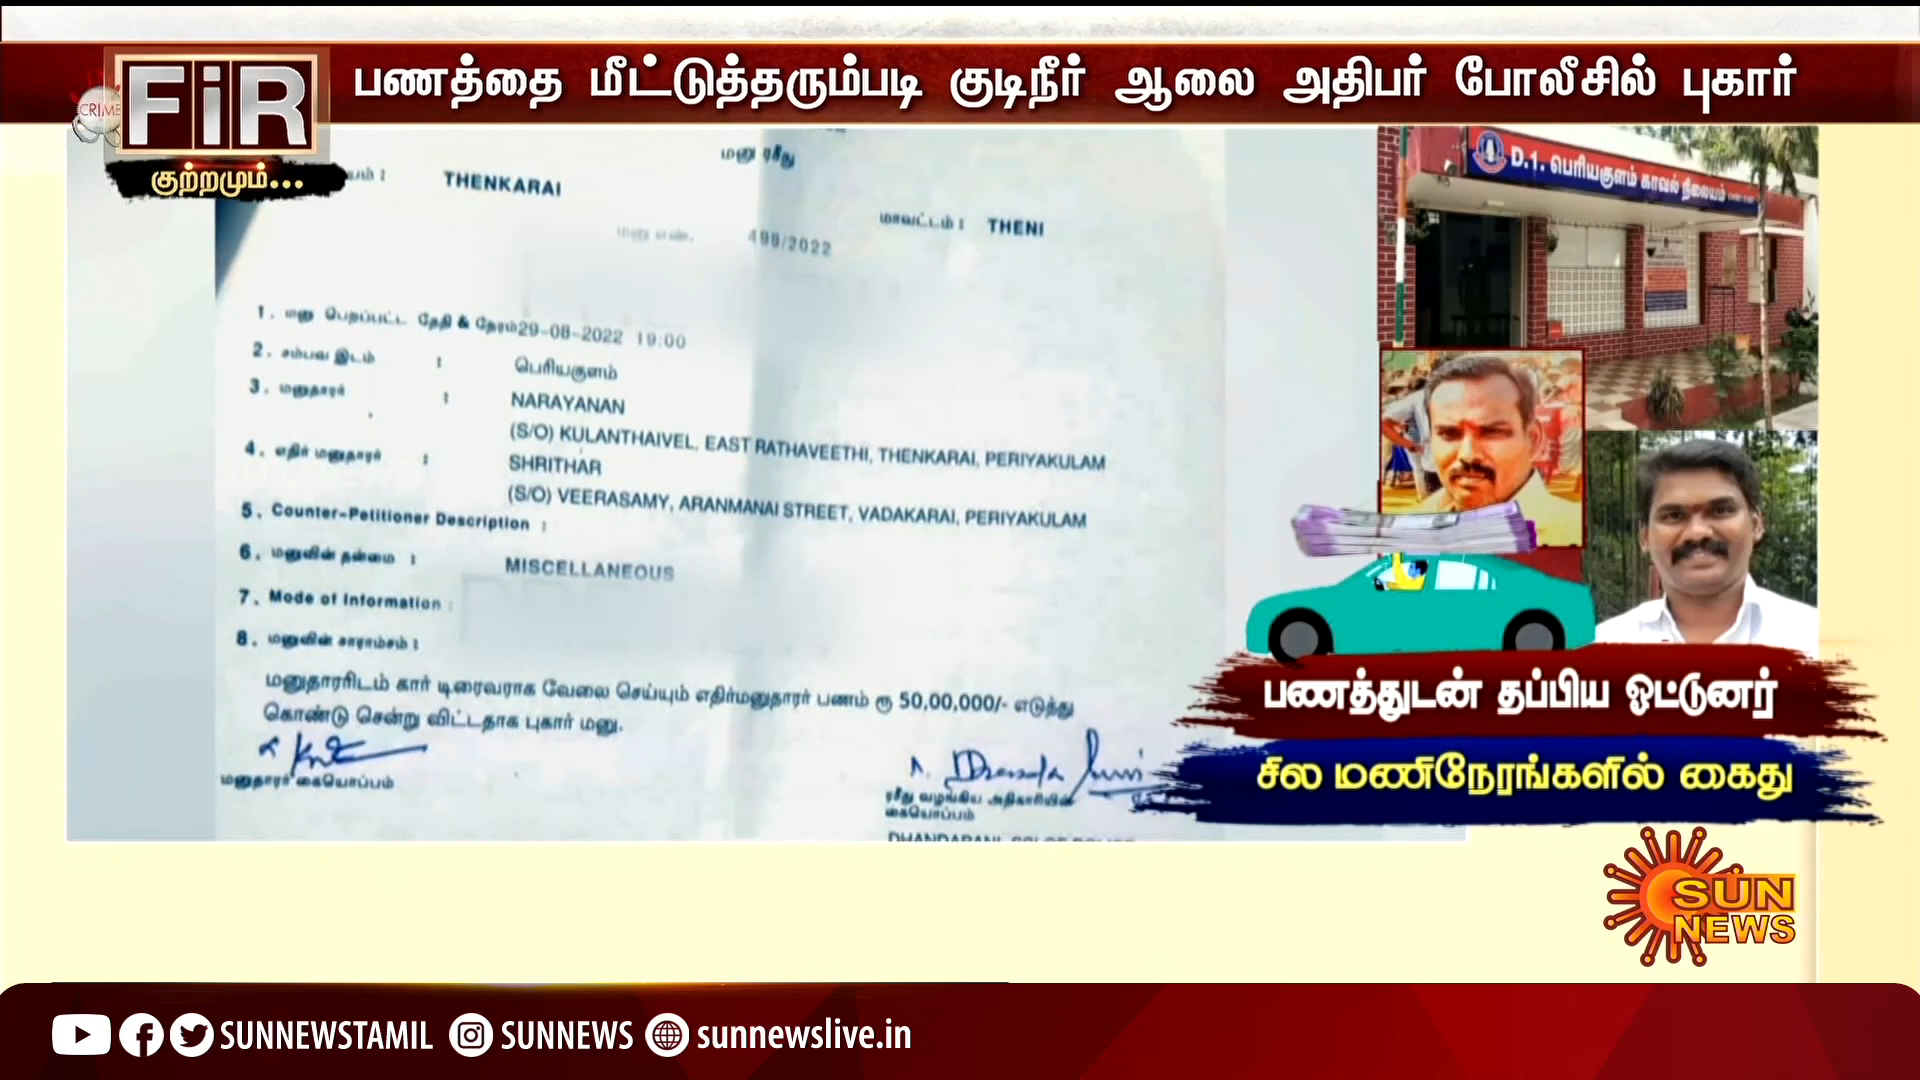 பணத்தை மீட்டுத்தரும்படி குடிநீர் ஆலை அதிபர் போலீசில் புகார்
CRIME
FiR
குற்றமும்...
மனு ரசீது
THENKARAI
மாவட்டம் : THENI
மனு எண். 499/2022
1. மனு பெறப்பட்ட தேதி & நேரம்29-08-2022 19:00
2. சம்பவ இடம் : பெரியகுளம்
3. மனுதாரர் : NARAYANAN
(S/O) KULANTHAIVEL, EAST RATHAVEETHI, THENKARAI, PERIYAKULAM
4. எதிர் மனுதாரர் : SHRITHAR
(S/O) VEERASAMY, ARANMANAI STREET, VADAKARAI, PERIYAKULAM
5. Counter-Petitioner Description :
6. மனுவின் தன்மை : MISCELLANEOUS
7. Mode of Information :
8. மனுவின் சாராம்சம் :
மனுதாரரிடம் கார் டிரைவராக வேலை செய்யும் எதிர்மனுதாரர் பணம் ரூ 50,00,000/- எடுத்து
கொண்டு சென்று விட்டதாக புகார் மனு.
மனுதாரர் கையொப்பம்
ரசீது வழங்கிய அதிகாரியின்
கையொப்பம்
D.1. பெரியகுளம் காவல் நிலையம்
பணத்துடன் தப்பிய ஓட்டுனர்
சில மணிநேரங்களில் கைது
SUN
NEWS
SUNNEWSTAMIL SUNNEWS sunnewslive.in